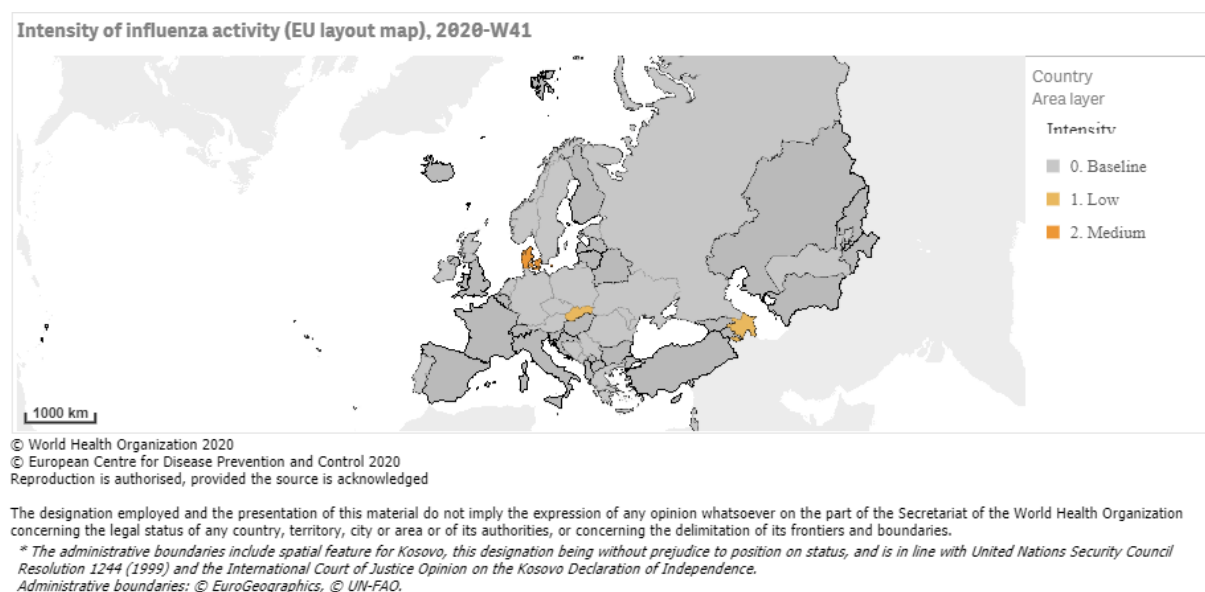 Intensity of influenza activity (EU layout map), 2020-W41
Country
Area layer
Intensity
0. Baseline
1. Low
2. Medium
1000 km
© World Health Organization 2020
© European Centre for Disease Prevention and Control 2020
Reproduction is authorised, provided the source is acknowledged
The designation employed and the presentation of this material do not imply the expression of any opinion whatsoever on the part of the Secretariat of the World Health Organization
concerning the legal status of any country, territory, city or area or of its authorities, or concerning the delimitation of its frontiers and boundaries.
* The administrative boundaries include spatial feature for Kosovo, this designation being without prejudice to position on status, and is in line with United Nations Security Council
Resolution 1244 (1999) and the International Court of Justice Opinion on the Kosovo Declaration of Independence.
Administrative boundaries: © EuroGeographics, © UN-FAO.